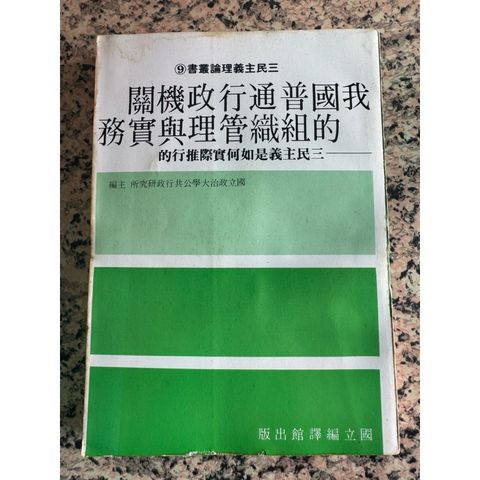 三民主義理論叢書⑨
我國普通行政機關
的組織管理與實務
——三民主義是如何實際推行的
國立政治大學公共行政研究所 主編
國立編譯館出版